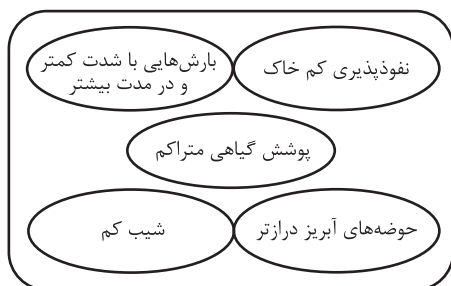 نفوذپذیری کم خاک
بارش‌هایی با شدت کمتر
و در مدت بیشتر
پوشش گیاهی متراکم
حوضه‌های آبریز درازتر
شیب کم